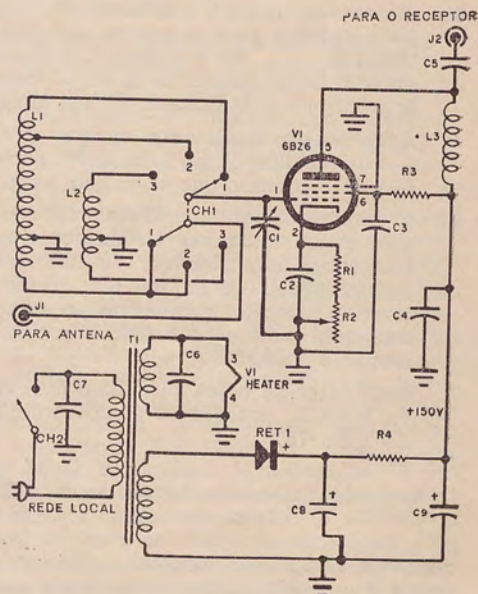 PARA O RECEPTOR
J2
C5
L1
V1
6BZ6
5
L3
2
7
3
1
R3
L2
6
1
CH1
C1
C3
2
1
3
R1
2
C2
R2
C4
J1
PARA ANTENA
T1
C6
3
V1
HEATER
C7
4
+150V
CH2
RET 1
+
R4
REDE LOCAL
+
C8
+
C9